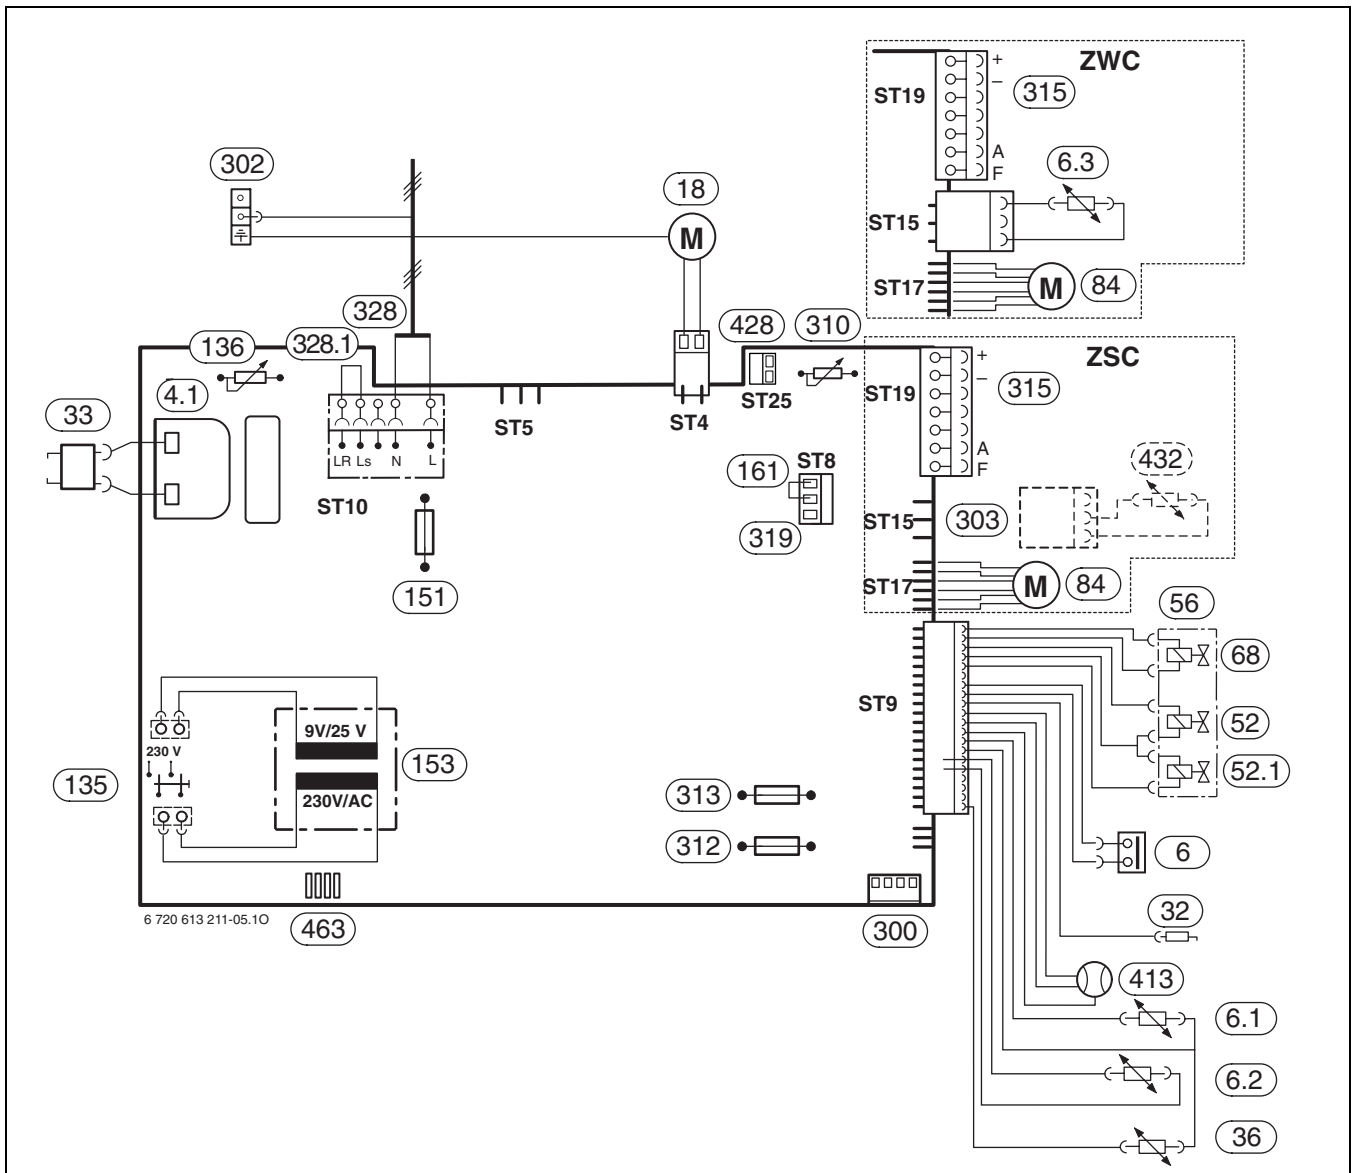 ZWC
+
–
ST19
315
A
F
302
6.3
18
M
ST15
ST17
M
84
328
428
310
136
328.1
ZSC
+
–
4.1
ST25
ST19
315
33
ST5
ST4
A
F
LR
Ls
N
L
161
ST8
432
ST10
319
ST15
303
151
ST17
M
84
56
68
ST9
52
9V/25 V
230 V
153
52.1
135
230V/AC
313
312
6
6 720 613 211-05.1O
463
300
32
413
6.1
6.2
36